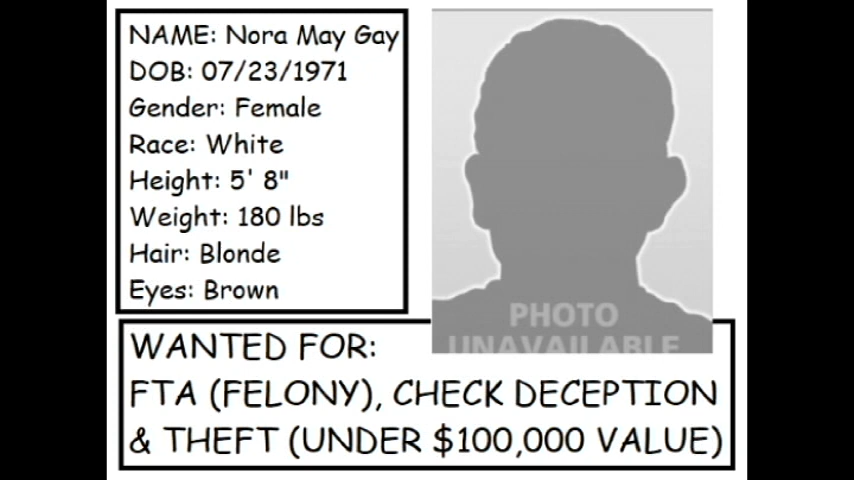 NAME: Nora May Gay
DOB: 07/23/1971
Gender: Female
Race: White
Height: 5' 8"
Weight: 180 lbs
Hair: Blonde
Eyes: Brown
PHOTO
UNAVAILABLE
WANTED FOR:
FTA (FELONY), CHECK DECEPTION
& THEFT (UNDER $100,000 VALUE)